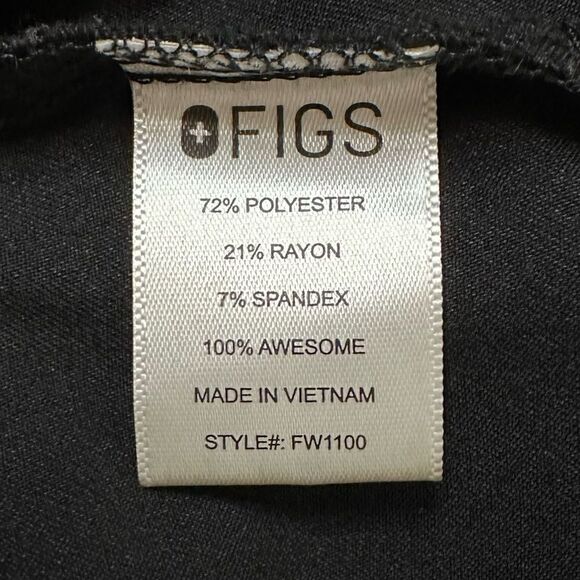 FIGS
72% POLYESTER
21% RAYON
7% SPANDEX
100% AWESOME
MADE IN VIETNAM
STYLE#: FW1100